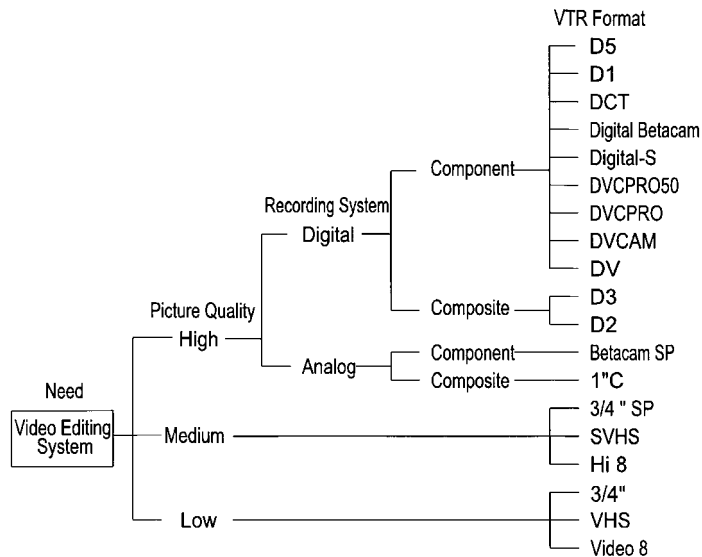 VTR Format
D5
D1
DCT
Digital Betacam
Digital-S
Component
DVCPRO50
Recording System
DVCPRO
Digital
DVCAM
DV
D3
Picture Quality
Composite
D2
High
Component
Betacam SP
Analog
Composite
1"C
Need
3/4 " SP
Video Editing
System
Medium
SVHS
Hi 8
3/4"
Low
VHS
Video 8